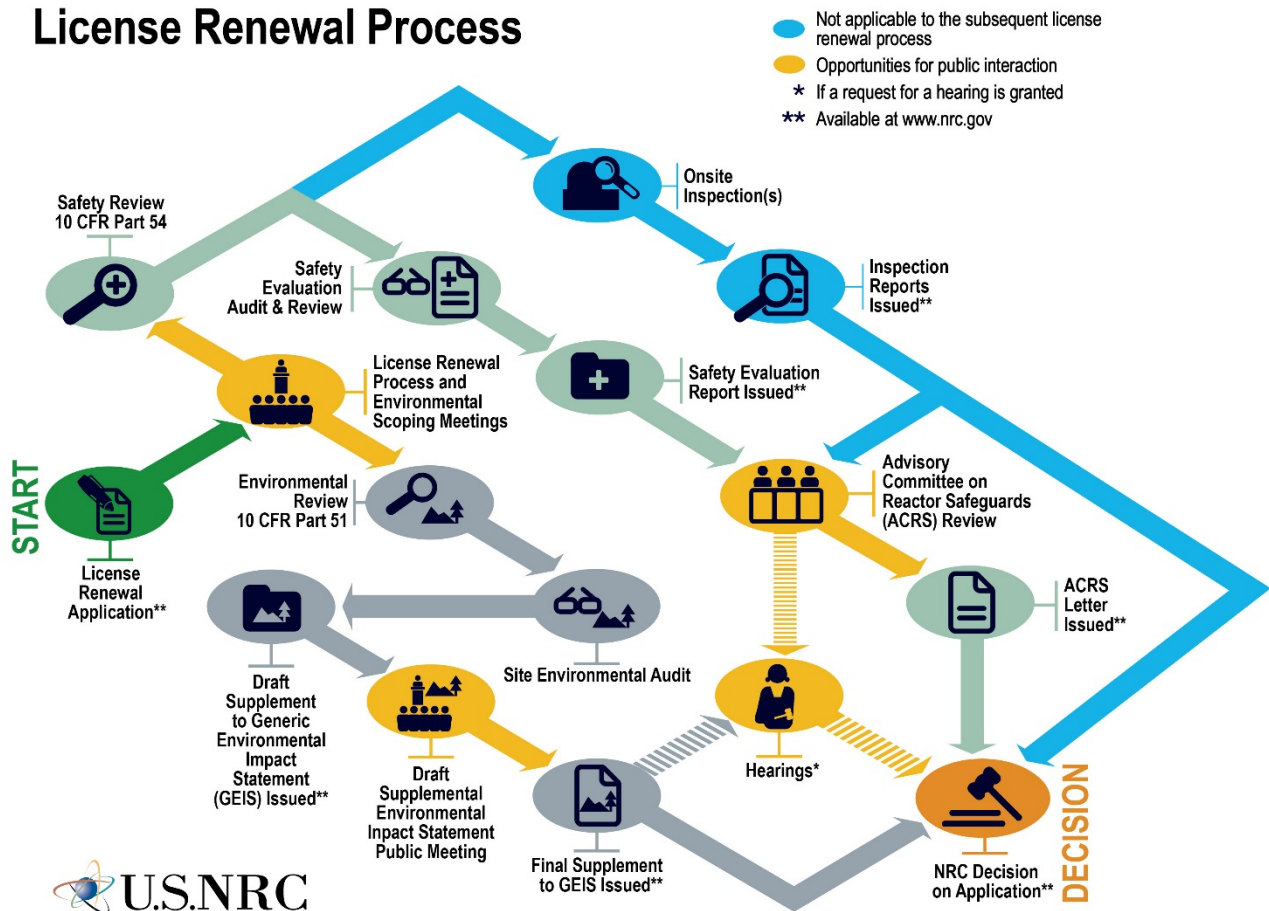 License Renewal Process
Not applicable to the subsequent license
renewal process
Opportunities for public interaction
* If a request for a hearing is granted
** Available at www.nrc.gov
Safety Review
10 CFR Part 54
Onsite
Inspection(s)
Safety
Evaluation
Audit & Review
Inspection
Reports
Issued**
License Renewal
Process and
Environmental
Scoping Meetings
Safety Evaluation
Report Issued**
START
License
Renewal
Application**
Environmental
Review
10 CFR Part 51
Advisory
Committee on
Reactor Safeguards
(ACRS) Review
ACRS
Letter
Issued**
Site Environmental Audit
Draft
Supplement
to Generic
Environmental
Impact
Statement
(GEIS) Issued**
Draft
Supplemental
Environmental
Inpact Statement
Public Meeting
Hearings*
Final Supplement
to GEIS Issued**
NRC Decision
on Application**
DECISION
U.S.NRC